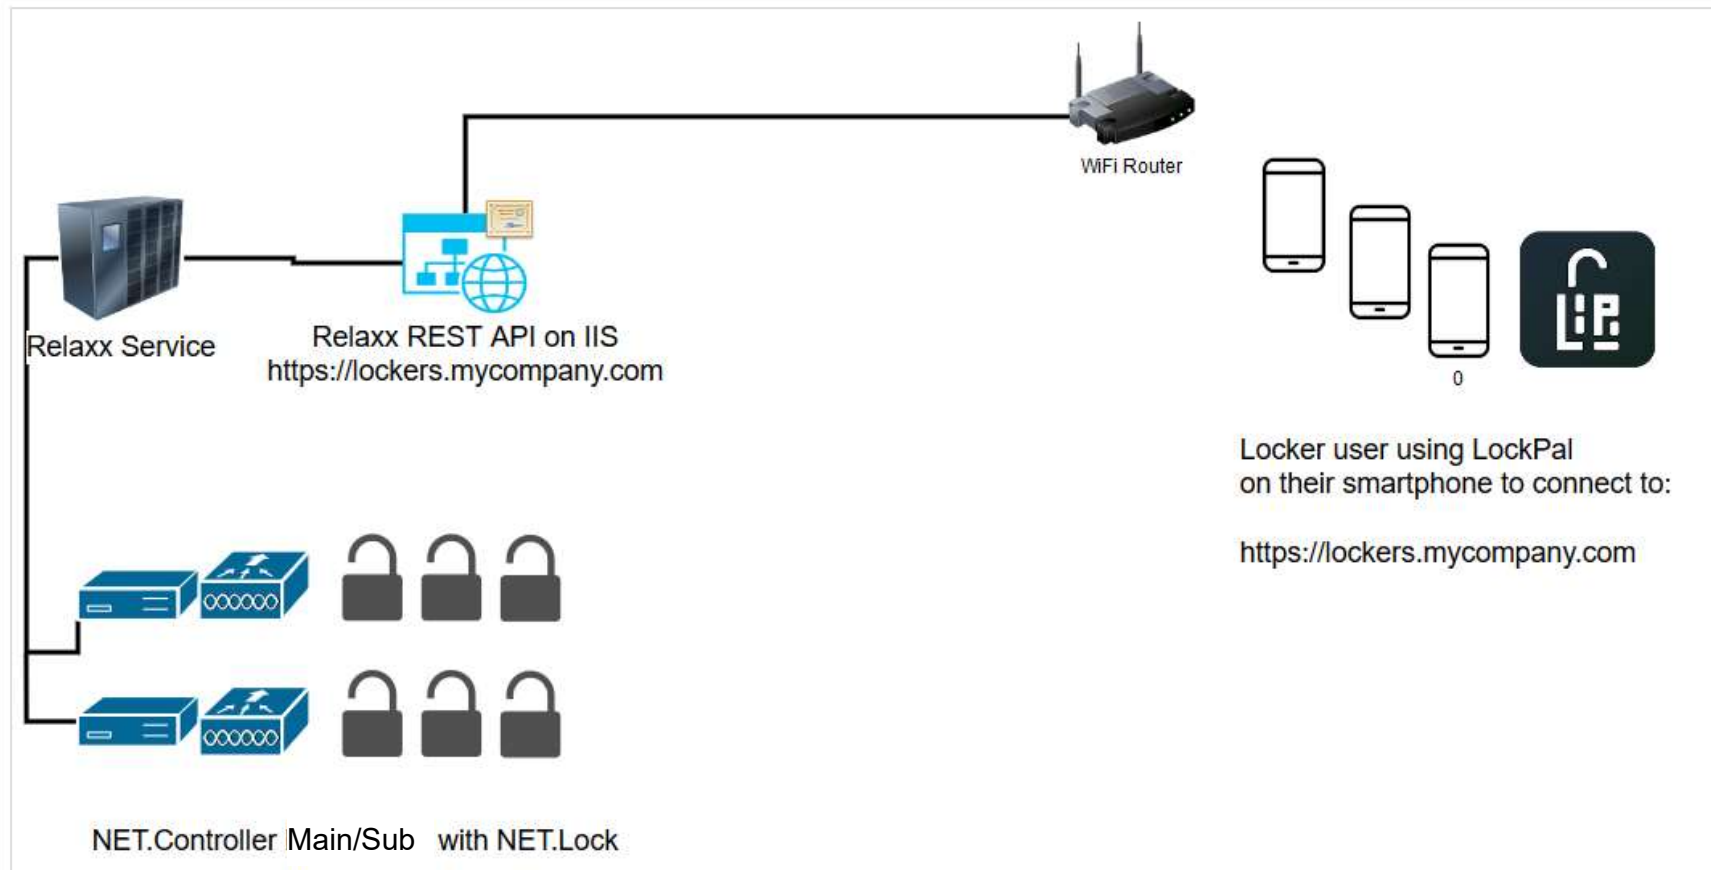 WiFi Router
Relaxx Service
Relaxx REST API on IIS
https://lockers.mycompany.com
0
Locker user using LockPal
on their smartphone to connect to:
https://lockers.mycompany.com
NET.Controller Main/Sub with NET.Lock